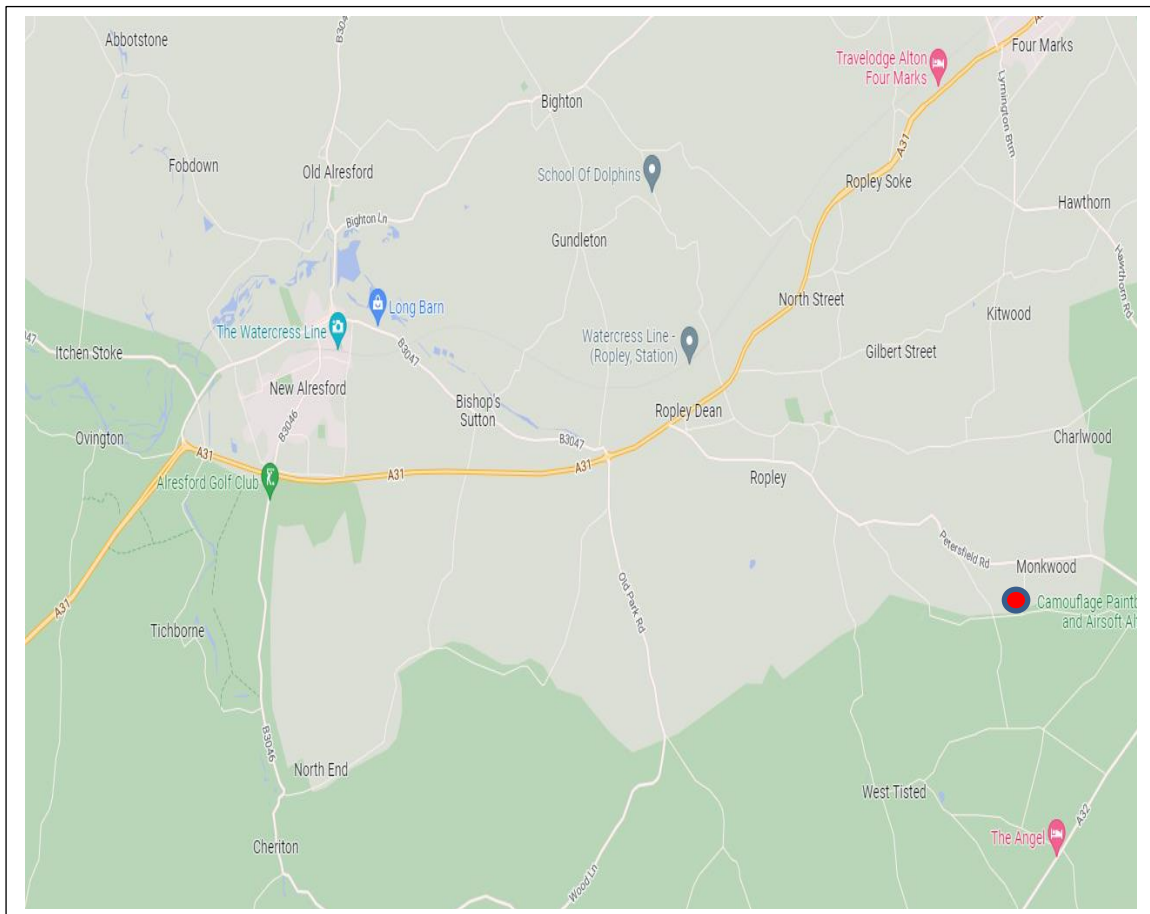 Abbotstone
B3046
Four Marks
Travelodge Alton
Four Marks
Lymington Btm
Bighton
A31
Fobdown
Old Alresford
School Of Dolphins
Ropley Soke
Hawthorn
Bighton Ln
Gundleton
Hawthorn Rd
North Street
Long Barn
Kitwood
The Watercress Line
Watercress Line -
(Ropley, Station)
47
Itchen Stoke
B3047
Gilbert Street
New Alresford
Bishop's
Sutton
Ropley Dean
B3046
Ovington
B3047
Charlwood
A31
A31
A31
Alresford Golf Club
Ropley
Petersfield Rd
Monkwood
Old Park Rd
A31
Camouflage Paintb
and Airsoft Al
Tichborne
B3046
North End
West Tisted
A32
The Angel
Cheriton
Wood Ln